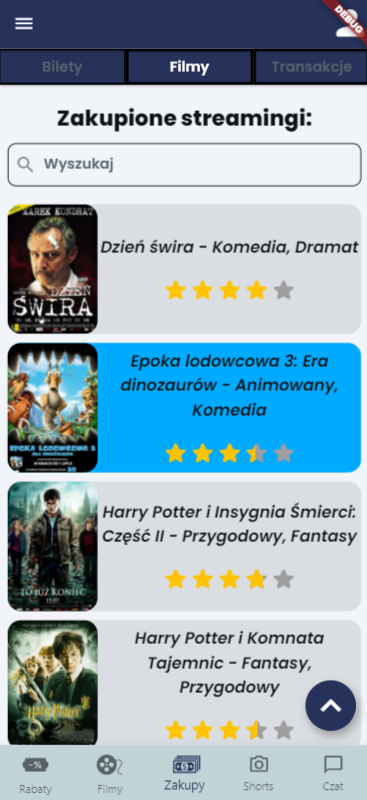 DEBUG
Bilety
Filmy
Transakcje
Zakupione streamingi:
Wyszukaj
MAREK KONDRAT
DZIEŃ
ŚWIRA
Dzień świra - Komedia, Dramat
EPOKA LODOWCOWA 3
Epoka lodowcowa 3: Era
dinozaurów - Animowany,
Komedia
TO JUŻ KONIEC
Harry Potter i Insygnia Śmierci:
Część II - Przygodowy, Fantasy
Harry Potter
Harry Potter i Komnata
Tajemnic - Fantasy,
Przygodowy
-%
Rabaty
Filmy
Zakupy
Shorts
Czat